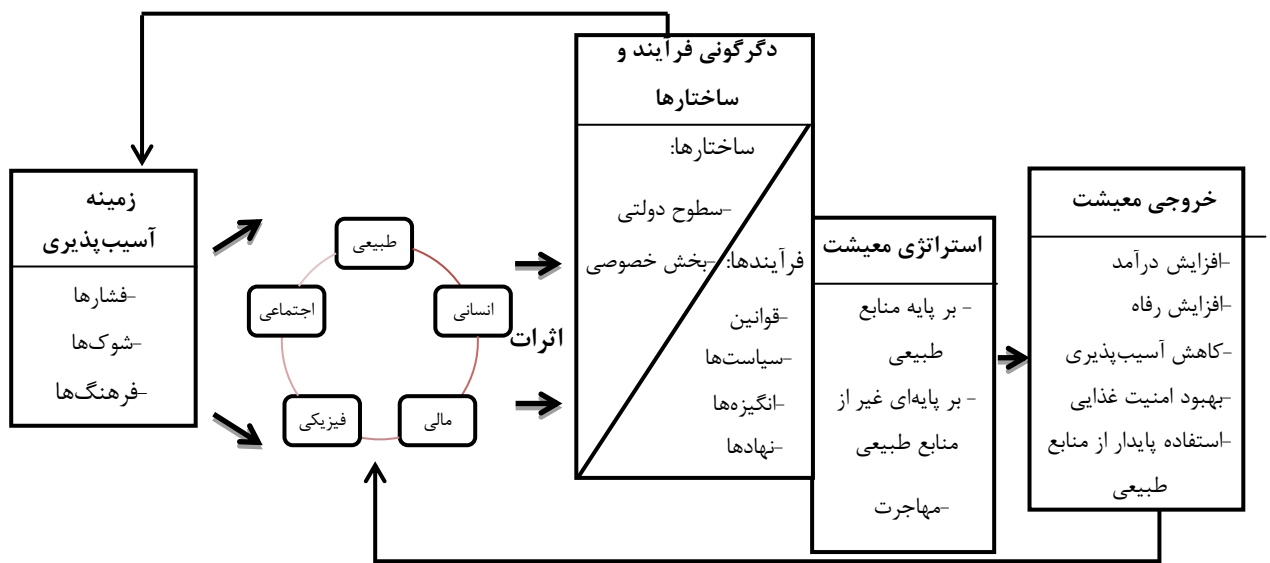 زمینه
آسیب‌پذیری
-فشارها
-شوک‌ها
-فرهنگ‌ها
طبیعی
انسانی
مالی
فیزیکی
اجتماعی
اثرات
دگرگونی فرآیند و
ساختارها
ساختارها:
-سطوح دولتی
فرآیندها: -بخش خصوصی
-قوانین
-سیاست‌ها
-انگیزه‌ها
-نهادها
استراتژی معیشت
- بر پایه منابع
طبیعی
- بر پایه‌ای غیر از
منابع طبیعی
-مهاجرت
خروجی معیشت
-افزایش درآمد
-افزایش رفاه
-کاهش آسیب‌پذیری
-بهبود امنیت غذایی
-استفاده پایدار از منابع
طبیعی